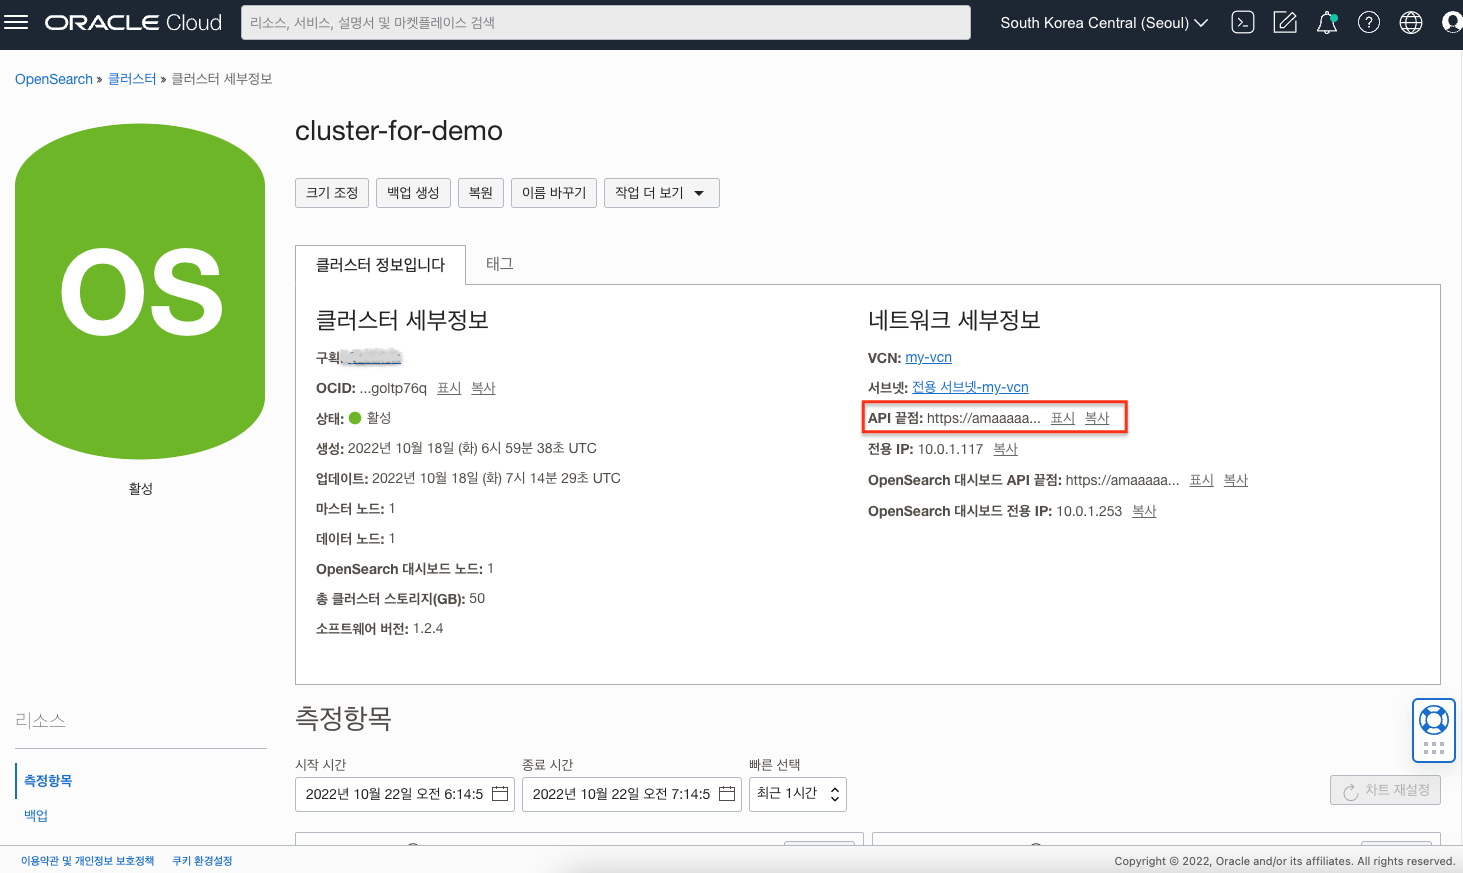 ORACLE Cloud
리소스, 서비스, 설명서 및 마켓플레이스 검색
South Korea Central (Seoul)
OpenSearch » 클러스터 » 클러스터 세부정보
OS
활성
cluster-for-demo
크기 조정 백업 생성 복원 이름 바꾸기 작업 더 보기
클러스터 정보입니다 태그
클러스터 세부정보
구획:
OCID: ...goltp76q 표시 복사
상태: 활성
생성: 2022년 10월 18일 (화) 6시 59분 38초 UTC
업데이트: 2022년 10월 18일 (화) 7시 14분 29초 UTC
마스터 노드: 1
데이터 노드: 1
OpenSearch 대시보드 노드: 1
총 클러스터 스토리지(GB): 50
소프트웨어 버전: 1.2.4
네트워크 세부정보
VCN: my-vcn
서브넷: 전용 서브넷-my-vcn
API 끝점: https://amaaaaa... 표시 복사
전용 IP: 10.0.1.117 복사
OpenSearch 대시보드 API 끝점: https://amaaaaa... 표시 복사
OpenSearch 대시보드 전용 IP: 10.0.1.253 복사
리소스
측정항목
백업
측정항목
시작 시간
2022년 10월 22일 오전 6:14:5
종료 시간
2022년 10월 22일 오전 7:14:5
빠른 선택
최근 1시간
차트 재설정
이용약관 및 개인정보 보호정책 쿠키 환경설정
Copyright © 2022, Oracle and/or its affiliates. All rights reserved.